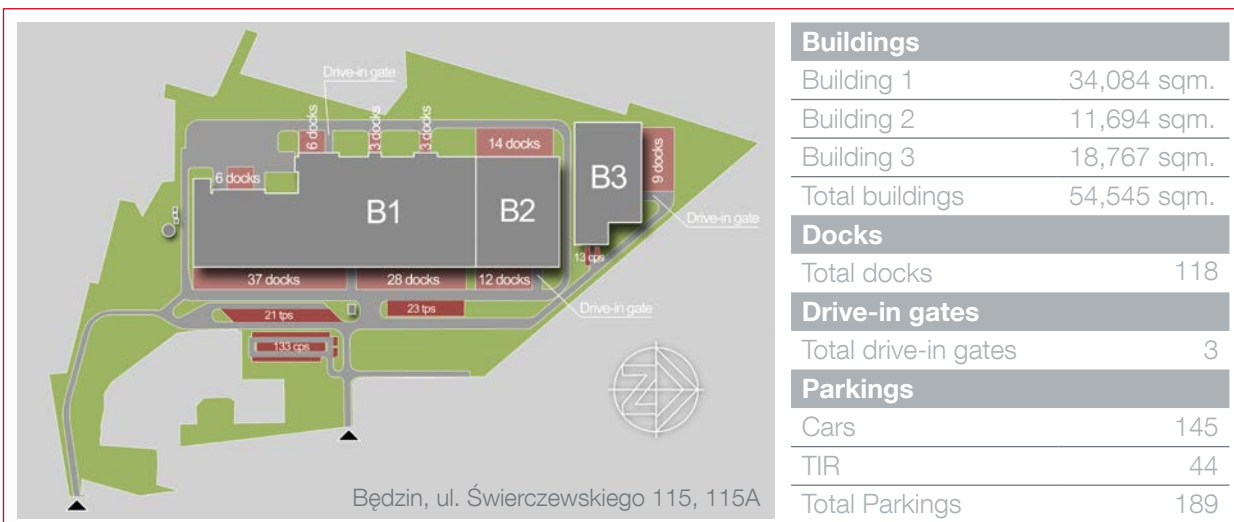 Drive-in gate
6 docks
3 docks
3 docks
14 docks
9 docks
6 docks
B1
B2
B3
Drive-in gate
13 cps
37 docks
28 docks
12 docks
Drive-in gate
21 tps
23 tps
133 cps
Z
Będzin, ul. Świerczewskiego 115, 115A
Buildings
Building 1 34,084 sqm.
Building 2 11,694 sqm.
Building 3 18,767 sqm.
Total buildings 54,545 sqm.
Docks
Total docks 118
Drive-in gates
Total drive-in gates 3
Parkings
Cars 145
TIR 44
Total Parkings 189